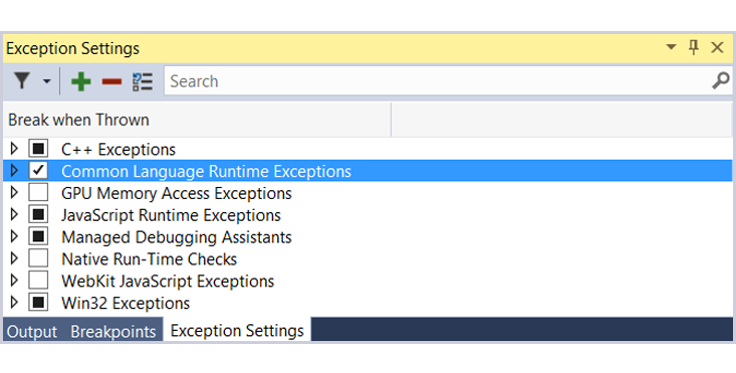 Exception Settings
Search
Break when Thrown
C++ Exceptions
Common Language Runtime Exceptions
GPU Memory Access Exceptions
JavaScript Runtime Exceptions
Managed Debugging Assistants
Native Run-Time Checks
WebKit JavaScript Exceptions
Win32 Exceptions
Output Breakpoints Exception Settings